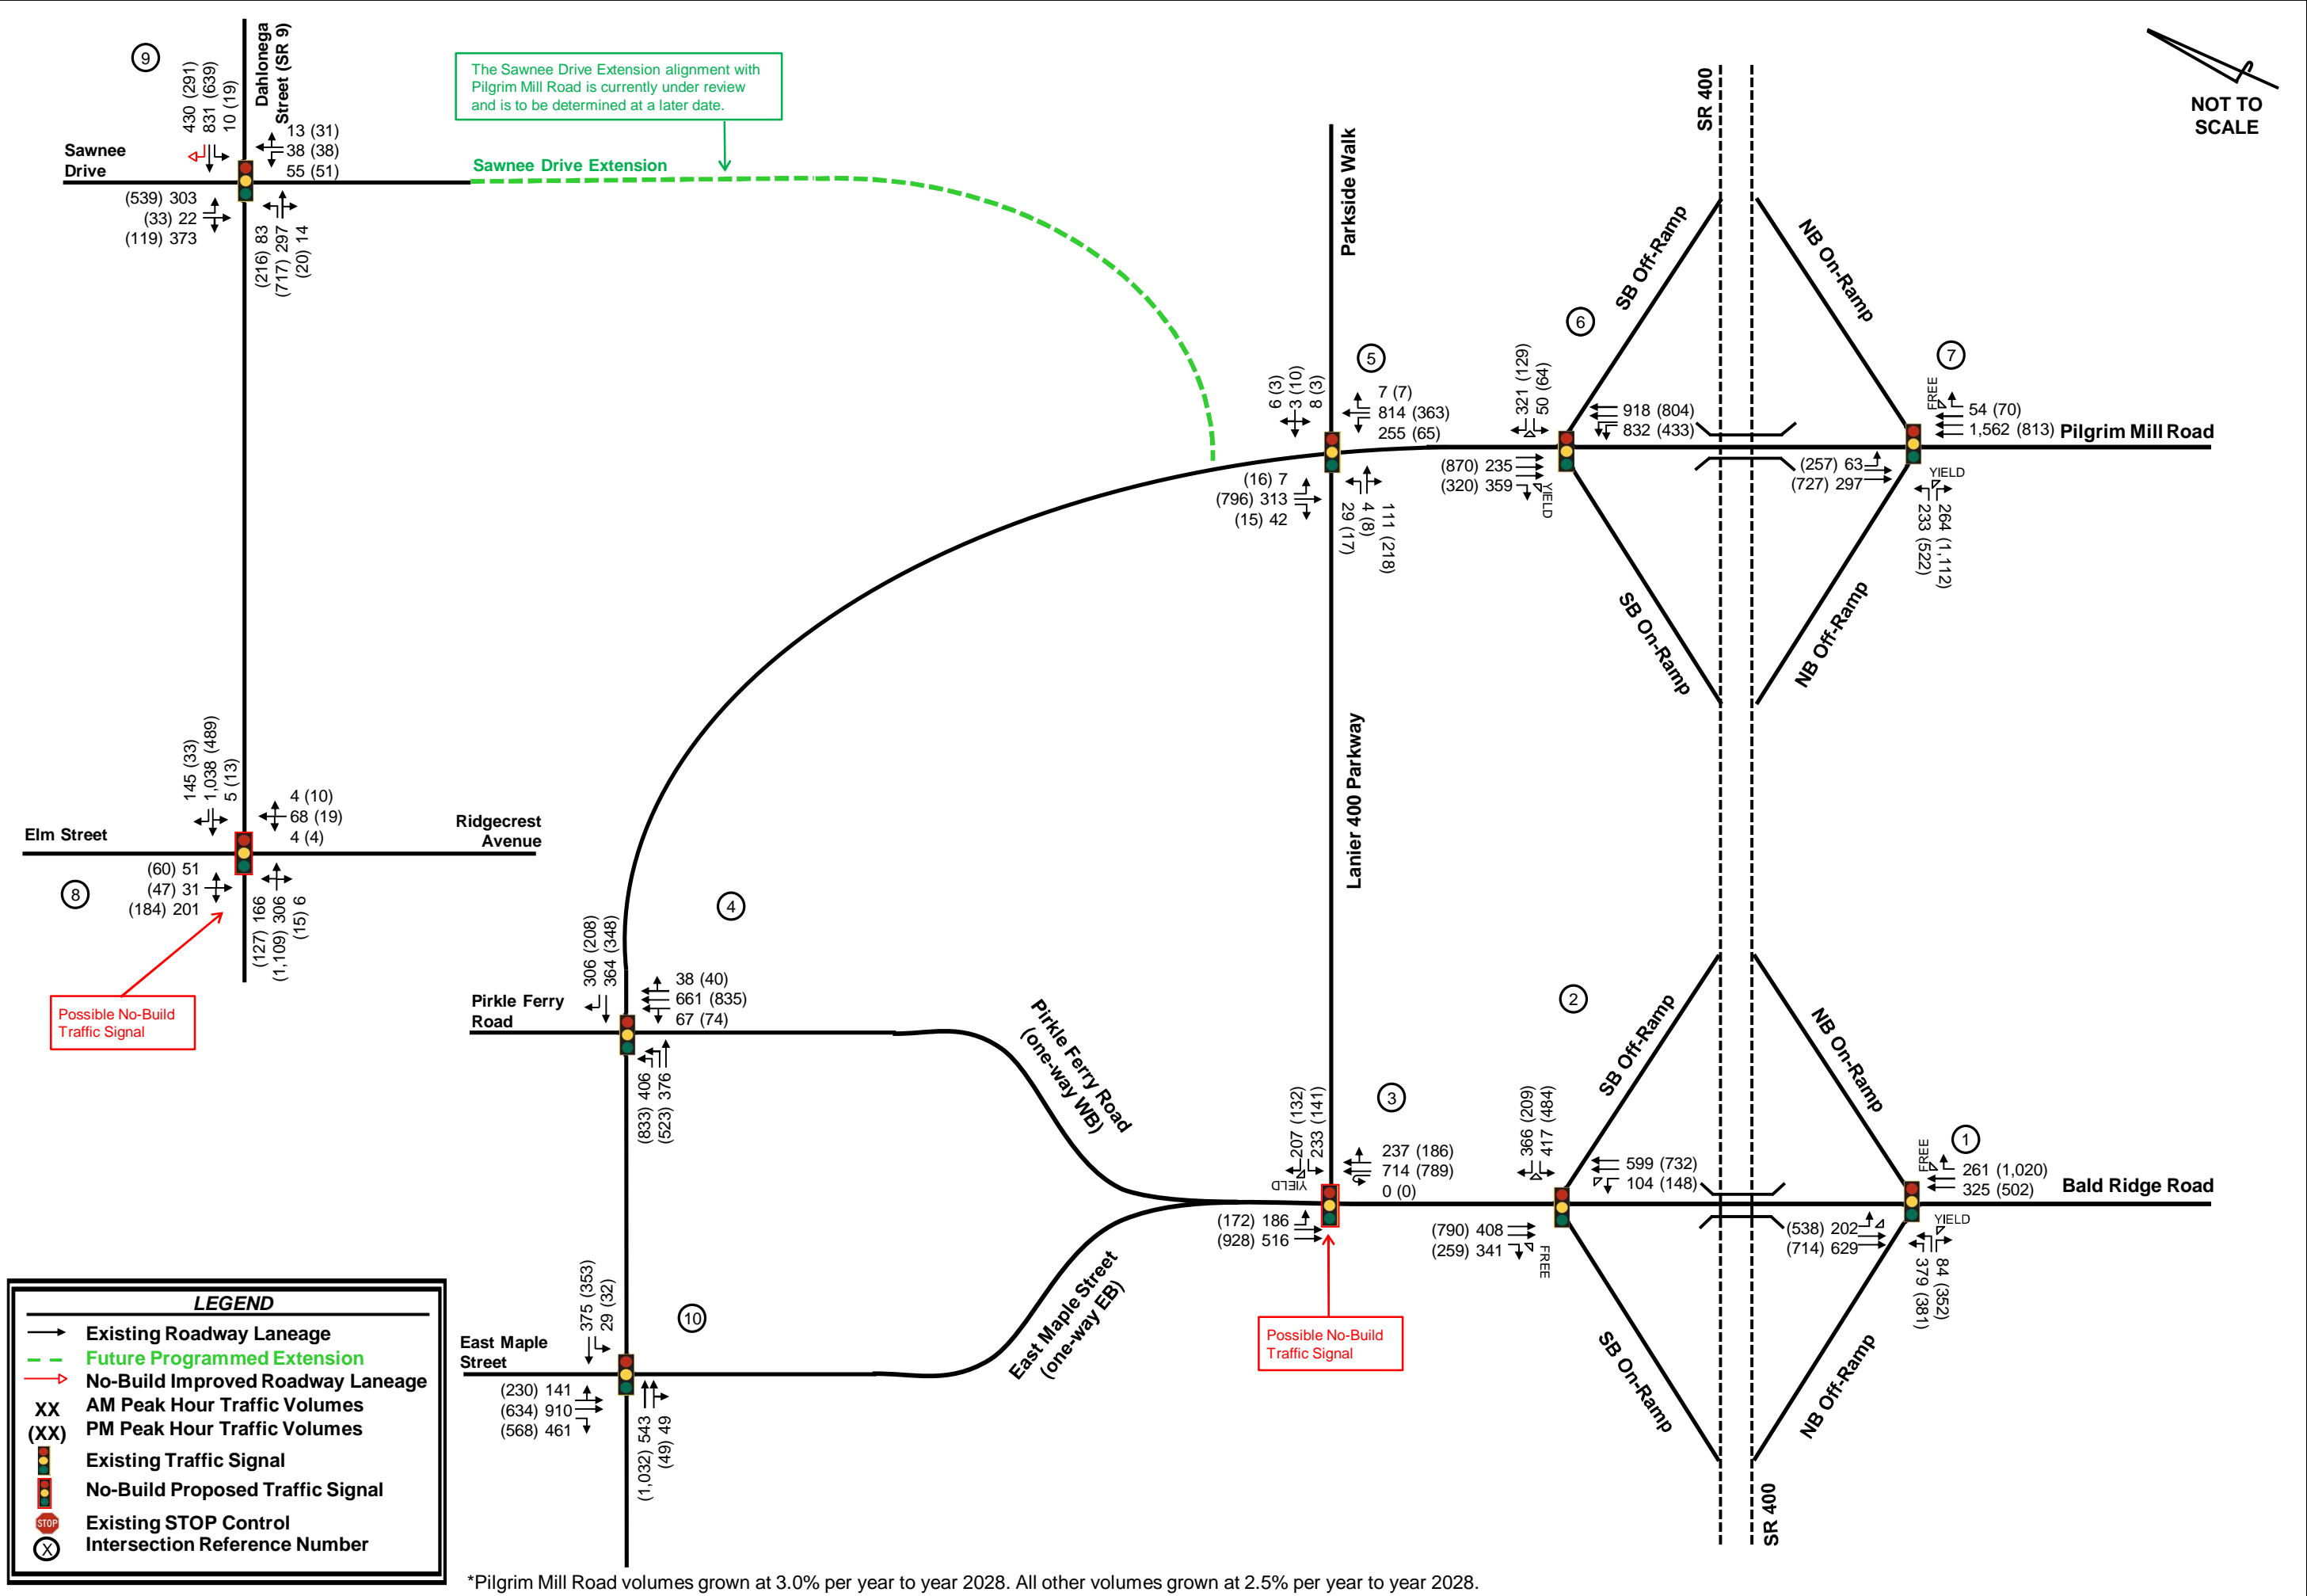 9
430 (291)
831 (639)
10 (19)
Dahlonega
Street (SR 9)
13 (31)
38 (38)
55 (51)
Sawnee
Drive
(539) 303
(33) 22
(119) 373
(216) 83
(717) 297
(20) 14
The Sawnee Drive Extension alignment with
Pilgrim Mill Road is currently under review
and is to be determined at a later date.
Sawnee Drive Extension
Parkside Walk
SR 400
NOT TO
SCALE
5
6 (3)
3 (10)
8 (3)
7 (7)
814 (363)
255 (65)
(16) 7
(796) 313
(15) 42
29 (17)
4 (8)
111 (218)
6
SB Off-Ramp
321 (129)
50 (64)
918 (804)
832 (433)
(870) 235
(320) 359
YIELD
SB On-Ramp
7
NB On-Ramp
FREE
54 (70)
1,562 (813)
Pilgrim Mill Road
(257) 63
(727) 297
YIELD
233 (522)
264 (1,112)
NB Off-Ramp
145 (33)
1,038 (489)
5 (13)
4 (10)
68 (19)
4 (4)
Elm Street
Ridgecrest
Avenue
8
(60) 51
(47) 31
(184) 201
(127) 166
(1,109) 306
(15) 6
Possible No-Build
Traffic Signal
Lanier 400 Parkway
4
306 (208)
364 (348)
38 (40)
661 (835)
67 (74)
Pirkle Ferry
Road
(833) 406
(523) 376
Pirkle Ferry Road
(one-way WB)
3
207 (132)
233 (141)
YIELD
237 (186)
714 (789)
0 (0)
(172) 186
(928) 516
Possible No-Build
Traffic Signal
2
SB Off-Ramp
366 (209)
417 (484)
599 (732)
104 (148)
(790) 408
(259) 341
FREE
SB On-Ramp
1
NB On-Ramp
FREE
261 (1,020)
325 (502)
Bald Ridge Road
(538) 202
(714) 629
YIELD
379 (381)
84 (352)
NB Off-Ramp
SR 400
10
375 (353)
29 (32)
East Maple
Street
(230) 141
(634) 910
(568) 461
(1,032) 543
(49) 49
East Maple Street
(one-way EB)
LEGEND
Existing Roadway Laneage
Future Programmed Extension
No-Build Improved Roadway Laneage
XX AM Peak Hour Traffic Volumes
(XX) PM Peak Hour Traffic Volumes
Existing Traffic Signal
No-Build Proposed Traffic Signal
STOP Existing STOP Control
X Intersection Reference Number
*Pilgrim Mill Road volumes grown at 3.0% per year to year 2028. All other volumes grown at 2.5% per year to year 2028.